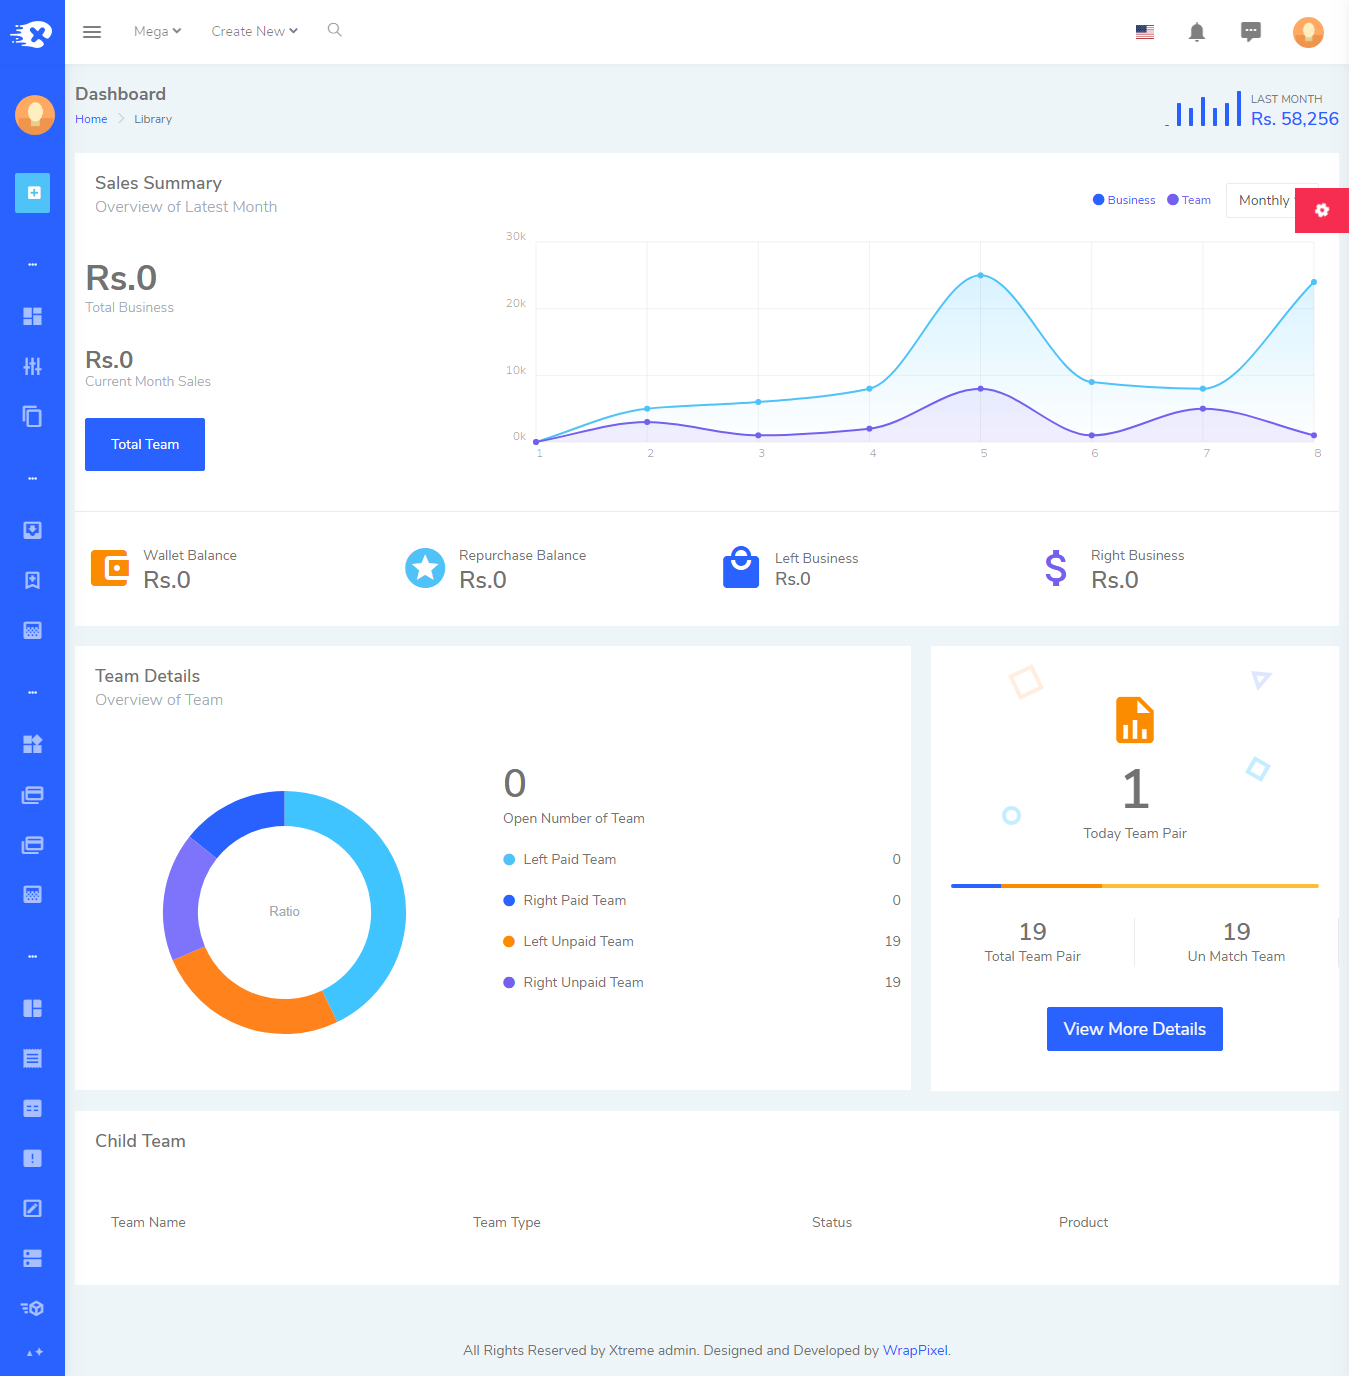 Mega
Create New
Dashboard
Home
Library
LAST MONTH
Rs. 58,256
Sales Summary
Overview of Latest Month
Business
Team
Monthly
Rs.0
Total Business
Rs.0
Current Month Sales
Total Team
30k
20k
10k
0k
1 2 3 4 5 6 7 8
Wallet Balance
Rs.0
Repurchase Balance
Rs.0
Left Business
Rs.0
Right Business
Rs.0
Team Details
Overview of Team
Ratio
0
Open Number of Team
Left Paid Team 0
Right Paid Team 0
Left Unpaid Team 19
Right Unpaid Team 19
1
Today Team Pair
19
Total Team Pair
19
Un Match Team
View More Details
Child Team
Team Name Team Type Status Product
All Rights Reserved by Xtreme admin. Designed and Developed by WrapPixel.